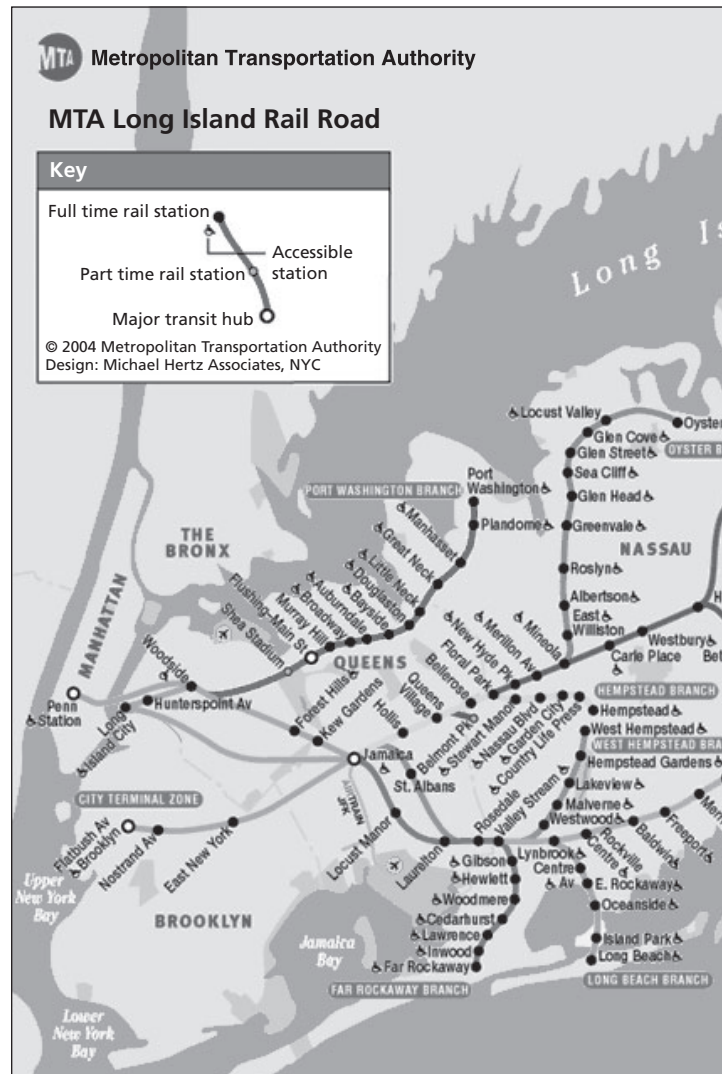 MTA
Metropolitan Transportation Authority
MTA Long Island Rail Road
Key
Full time rail station
Accessible
station
Part time rail station
Major transit hub
© 2004 Metropolitan Transportation Authority
Design: Michael Hertz Associates, NYC
Long Is
Locust Valley
Oyster
Glen Cove
OYSTER B
Glen Street
Sea Cliff
Glen Head
Greenvale
NASSAU
Roslyn
Albertson
East
Williston
Westbury
Carle Place
Bet
H
PORT WASHINGTON BRANCH
Port
Washington
Plandome
Manhasset
Great Neck
Little Neck
Douglaston
Bayside
Auburndale
Broadway
Murray Hill
Flushing–Main St
Shea Stadium
THE
BRONX
MANHATTAN
QUEENS
Woodside
Penn
Station
Long
Island City
Hunterspoint Av
Forest Hills
Kew Gardens
Jamaica
Hollis
Queens
Village
Bellerose
Floral Park
New Hyde Pk
Merillon Av
Mineola
HEMPSTEAD BRANCH
Hempstead
Country Life Press
Garden City
Nassau Blvd
Stewart Manor
Belmont Pk
St. Albans
WEST HEMPSTEAD BRA
West Hempstead
Hempstead Gardens
Lakeview
Malverne
Westwood
CITY TERMINAL ZONE
Flatbush Av
Brooklyn
Nostrand Av
East New York
AIRTRAIN
JFK
Locust Manor
Laurelton
Rosedale
Valley Stream
Lynbrook
Centre
Av
Rockville
Centre
Baldwin
Freeport
Merr
E. Rockaway
Oceanside
Island Park
Long Beach
LONG BEACH BRANCH
Gibson
Hewlett
Woodmere
Cedarhurst
Lawrence
Inwood
Far Rockaway
FAR ROCKAWAY BRANCH
BROOKLYN
Upper
New York
Bay
Jamaica
Bay
Lower
New York
Bay